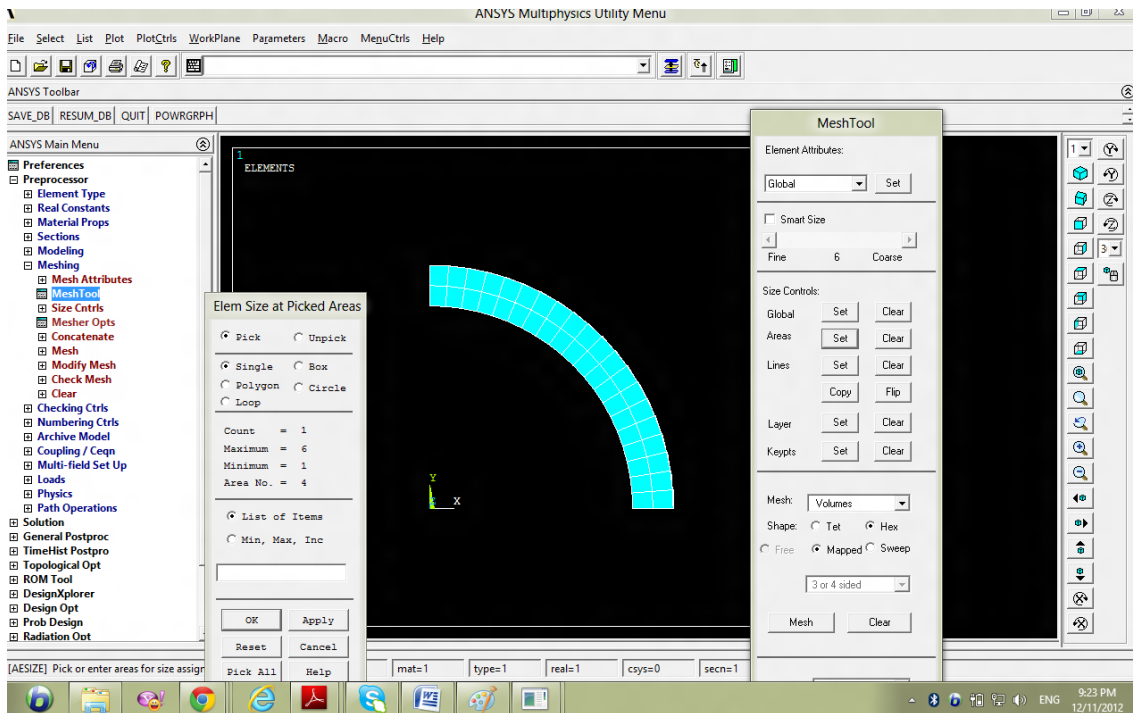 ANSYS Multiphysics Utility Menu
File Select List Plot PlotCtrls WorkPlane Parameters Macro MenuCtrls Help
ANSYS Toolbar
SAVE_DB RESUM_DB QUIT POWRGRPH
ANSYS Main Menu
Preferences
Preprocessor
Element Type
Real Constants
Material Props
Sections
Modeling
Meshing
Mesh Attributes
MeshTool
Size Cntrls
Mesher Opts
Concatenate
Mesh
Modify Mesh
Check Mesh
Clear
Checking Ctrls
Numbering Ctrls
Archive Model
Coupling / Ceqn
Multi-field Set Up
Loads
Physics
Path Operations
Solution
General Postproc
TimeHist Postpro
Topological Opt
ROM Tool
DesignXplorer
Design Opt
Prob Design
Radiation Opt
Elem Size at Picked Areas
Pick Unpick
Single Box
Polygon Circle
Loop
Count = 1
Maximum = 6
Minimum = 1
Area No. = 4
List of Items
Min, Max, Inc
OK Apply
Reset Cancel
Pick All Help
1
ELEMENTS
Y
X
MeshTool
Element Attributes:
Global Set
Smart Size
Fine 6 Coarse
Size Controls:
Global Set Clear
Areas Set Clear
Lines Set Clear
Copy Flip
Layer Set Clear
Keypts Set Clear
Mesh: Volumes
Shape: Tet Hex
Free Mapped Sweep
3 or 4 sided
Mesh Clear
1
3
[AESIZE] Pick or enter areas for size assign
mat=1 type=1 real=1 csys=0 secn=1
ENG
9:23 PM
12/11/2012